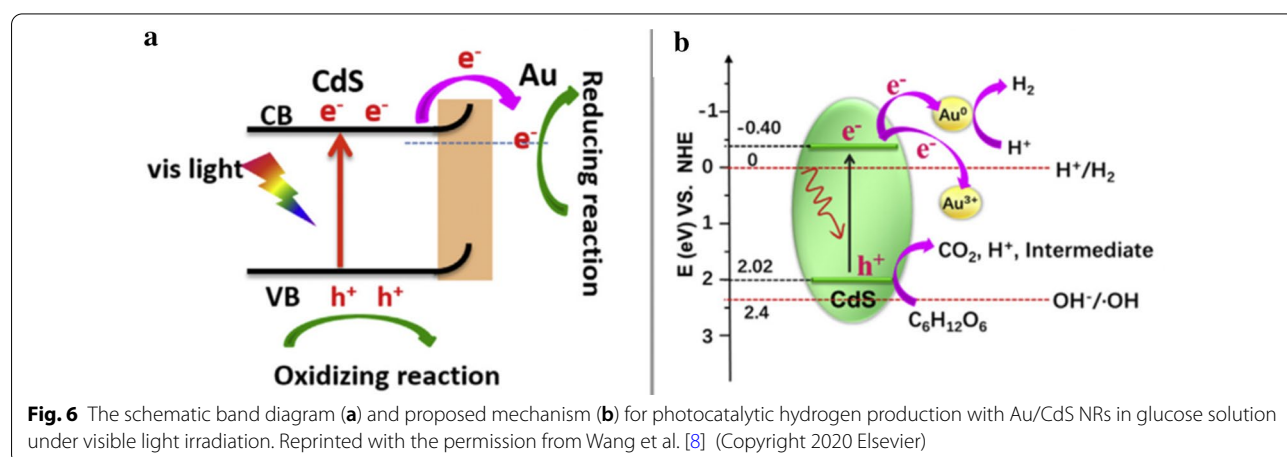 a
e⁻
CdS
Au
CB
e⁻ e⁻
e⁻
vis light
VB
h⁺ h⁺
Oxidizing reaction
Reducing reaction
b
E (eV) VS. NHE
-1
0
1
2
3
-0.40
0
2.02
2.4
e⁻
e⁻
e⁻
h⁺
CdS
Au⁰
H₂
H⁺
H⁺/H₂
Au³⁺
CO₂, H⁺, Intermediate
OH⁻/·OH
C₆H₁₂O₆
Fig. 6 The schematic band diagram (a) and proposed mechanism (b) for photocatalytic hydrogen production with Au/CdS NRs in glucose solution
under visible light irradiation. Reprinted with the permission from Wang et al. [8] (Copyright 2020 Elsevier)